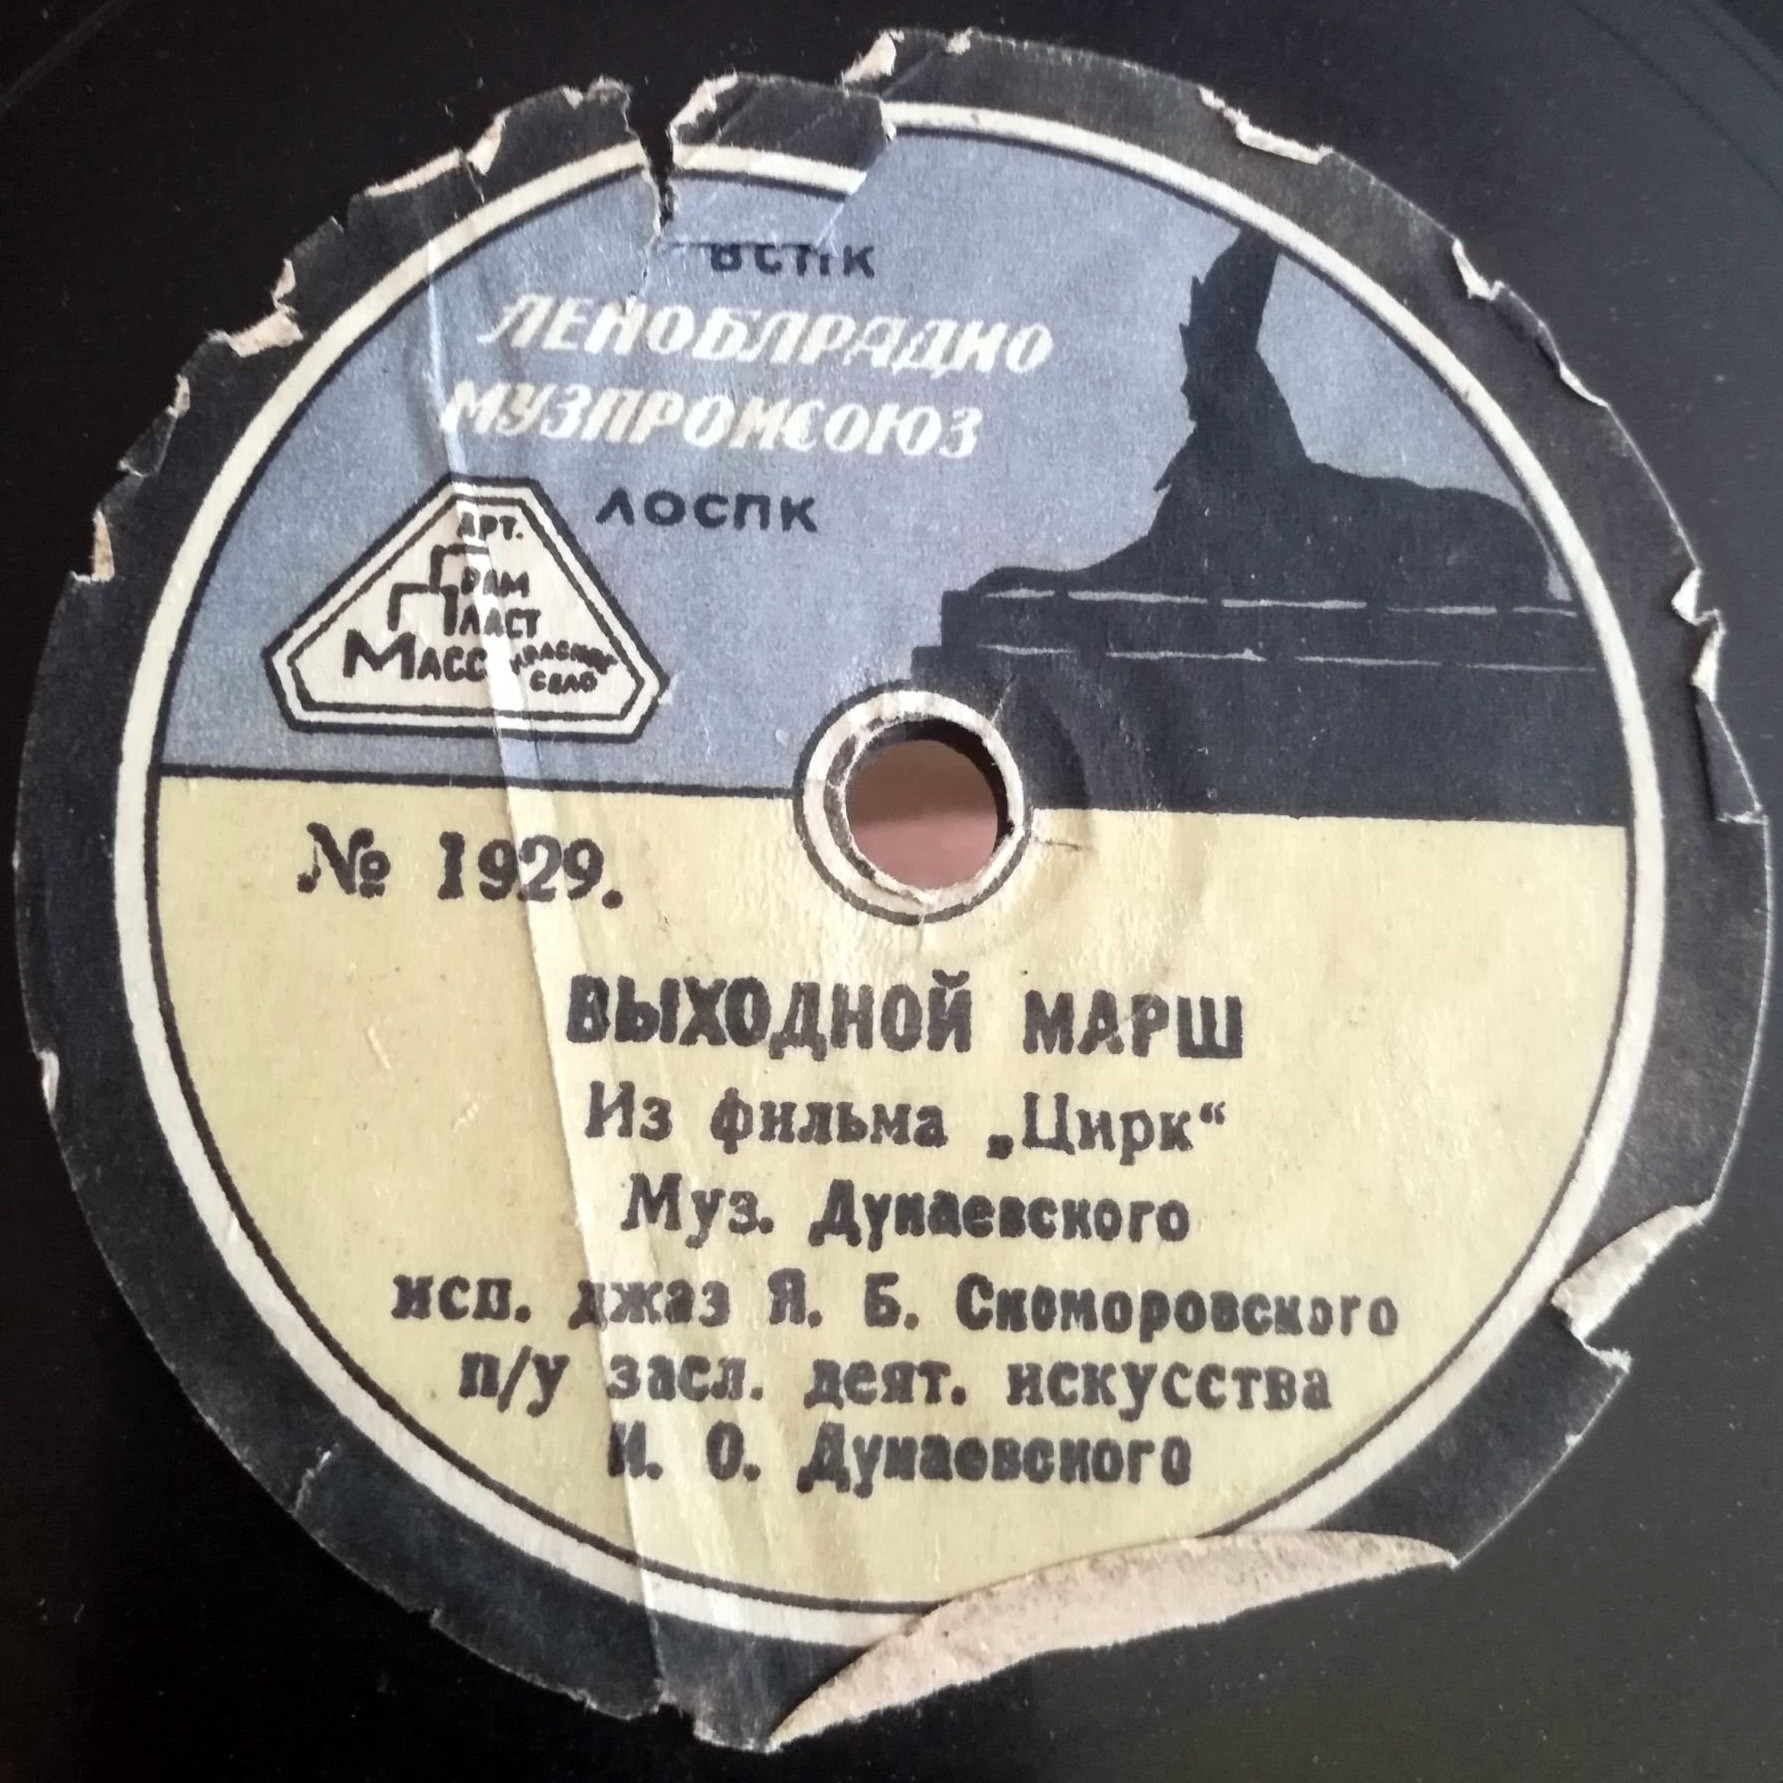 ВСПК
ЛЕНОБЛРАДИО
МУЗПРОМСОЮЗ
ЛОСПК
АРТ.
ГРАМ
ПЛАСТ
МАСС
КРАСНОЕ
СЕЛО
№ 1929.
ВЫХОДНОЙ МАРШ
Из фильма „Цирк“
Муз. Дунаевского
исп. джаз Я. Б. Скоморовского
п/у засл. деят. искусства
И. О. Дунаевского